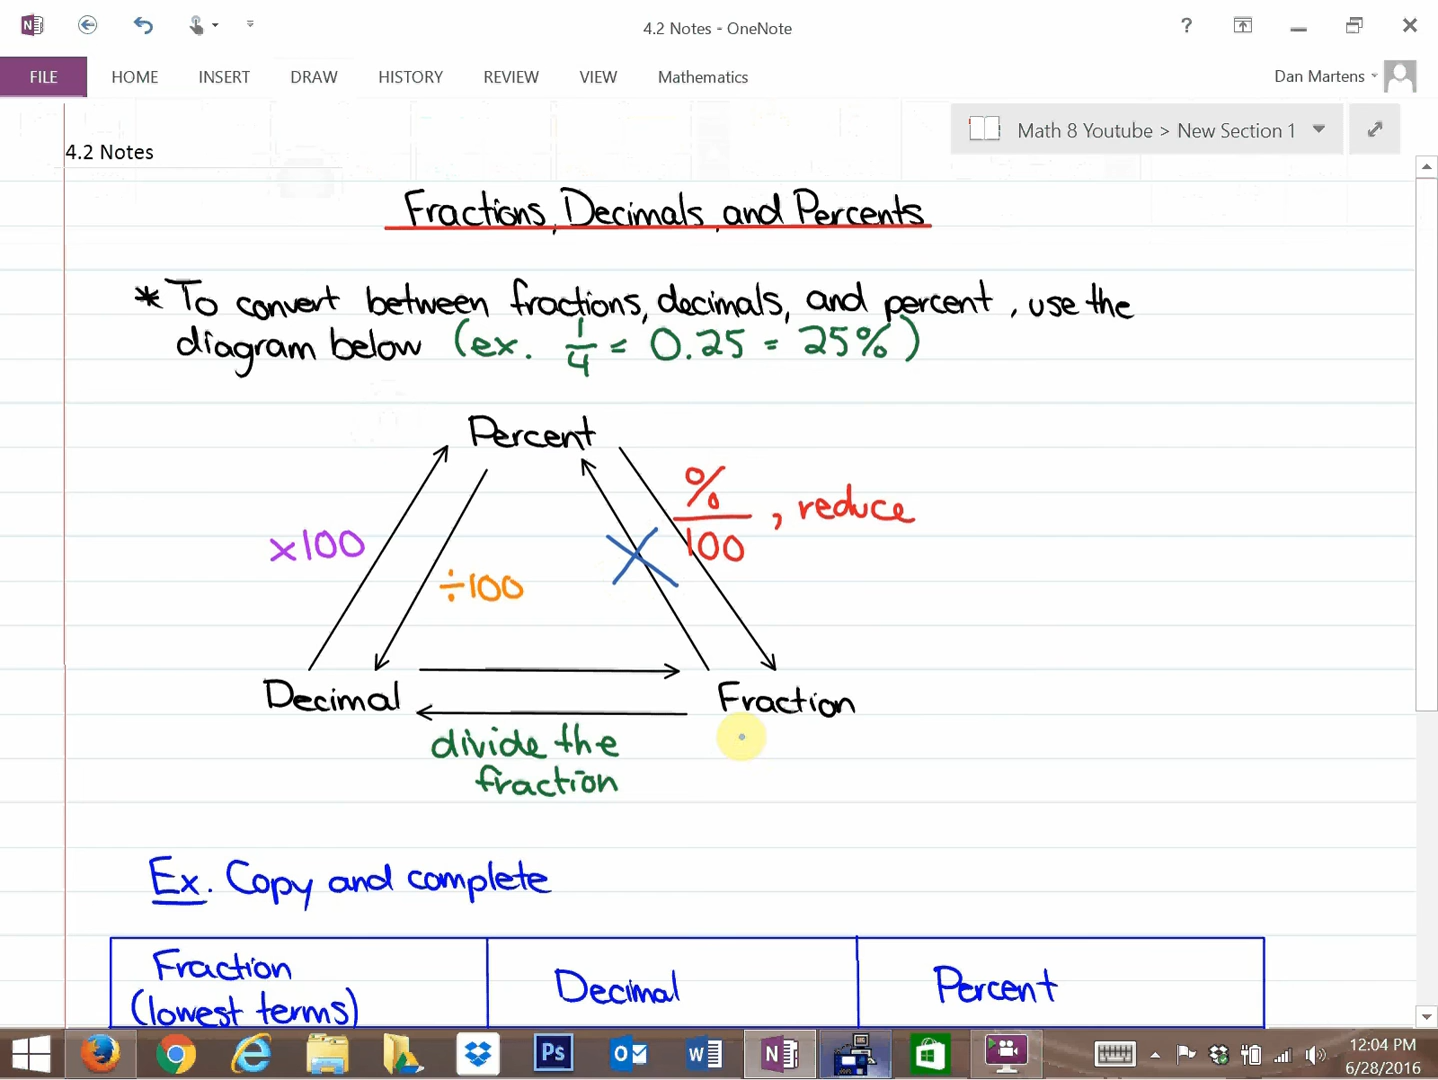 4.2 Notes - OneNote
?
FILE HOME INSERT DRAW HISTORY REVIEW VIEW Mathematics
Dan Martens
Math 8 Youtube > New Section 1
4.2 Notes
Fractions, Decimals, and Percents
* To convert between fractions, decimals, and percent, use the
diagram below (ex. 1/4 = 0.25 = 25%)
Percent
%/100, reduce
x100
÷100
Decimal
Fraction
divide the
fraction
Ex. Copy and complete
Fraction
(lowest terms)
Decimal
Percent
Ps
12:04 PM
6/28/2016